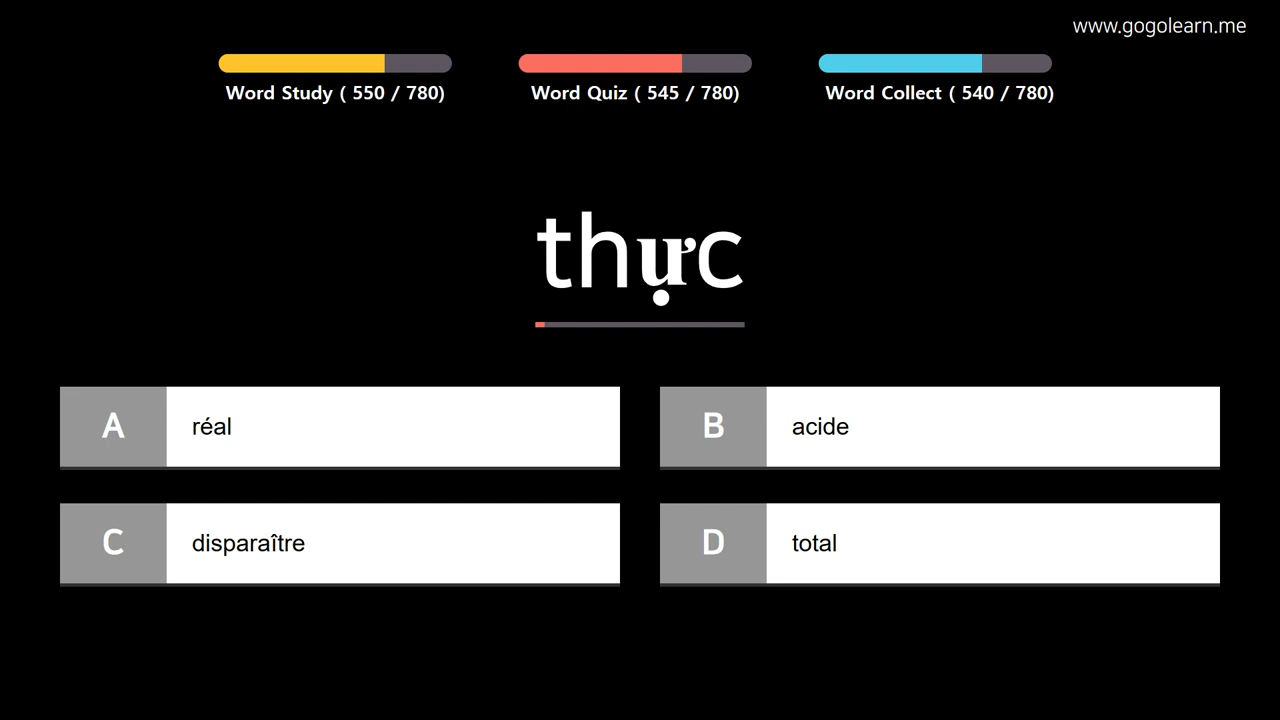 www.gogolearn.me
Word Study ( 550 / 780)
Word Quiz ( 545 / 780)
Word Collect ( 540 / 780)
thực
A
réal
B
acide
C
disparaître
D
total